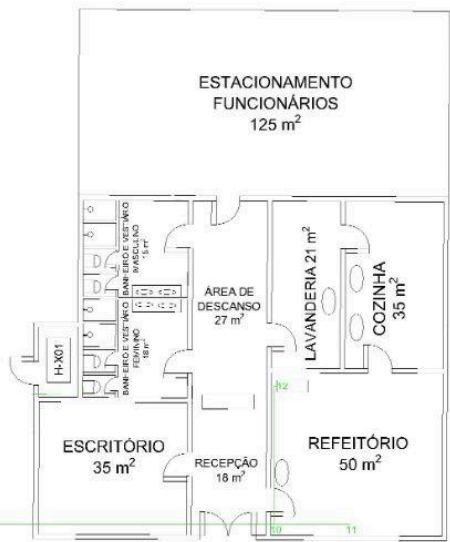 ESTACIONAMENTO
FUNCIONÁRIOS
125 m²
BANHEIRO E VESTIÁRIO
MASCULINO
15 m²
ÁREA DE
DESCANSO
27 m²
LAVANDERIA 21 m²
COZINHA
35 m²
BANHEIRO E VESTIÁRIO
FEMININO
18 m²
H-X01
12
ESCRITÓRIO
35 m²
RECEPÇÃO
18 m²
REFEITÓRIO
50 m²
10
11